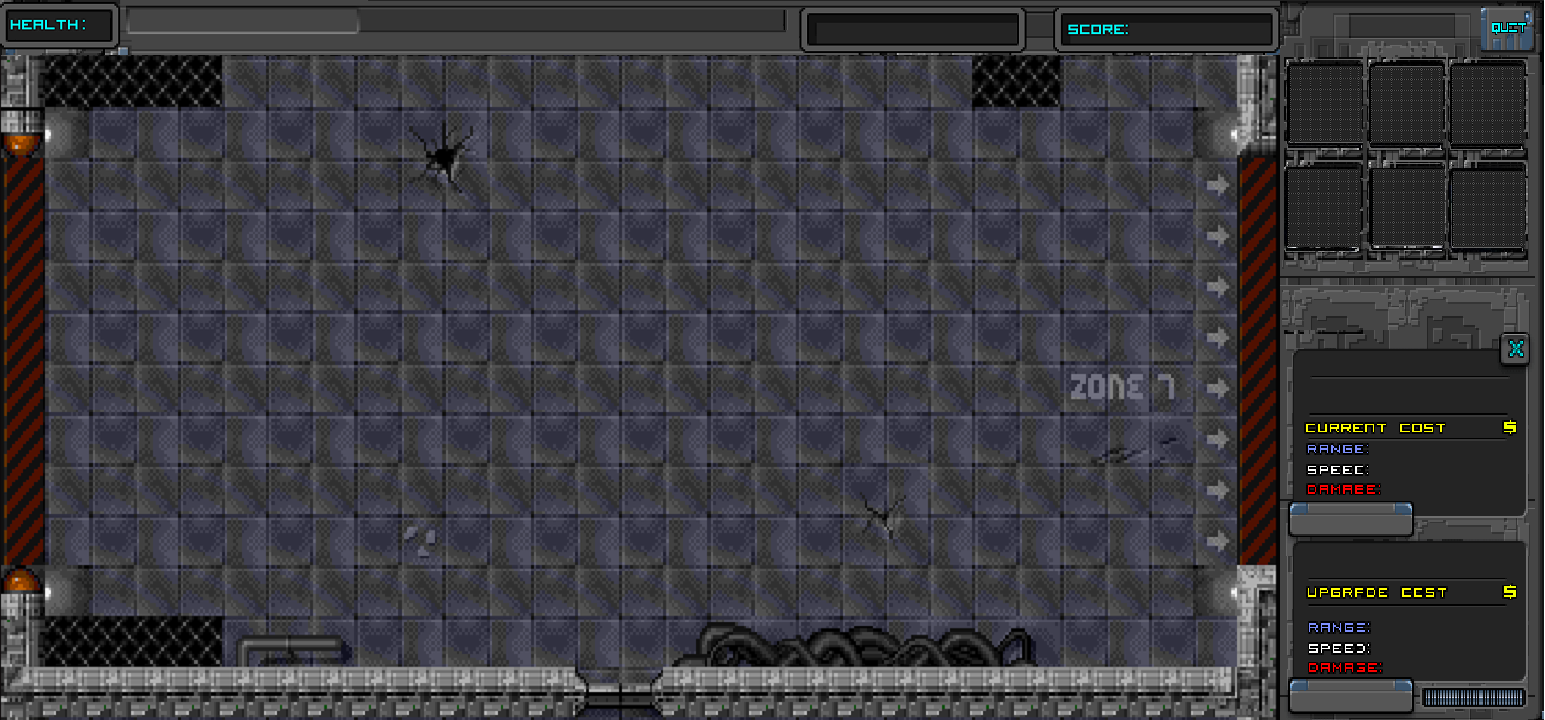 HEALTH:
SCORE:
QUIT
X
ZONE 7
CURRENT COST $
RANGE:
SPEED:
DAMAGE:
UPGRADE COST $
RANGE:
SPEED:
DAMAGE: